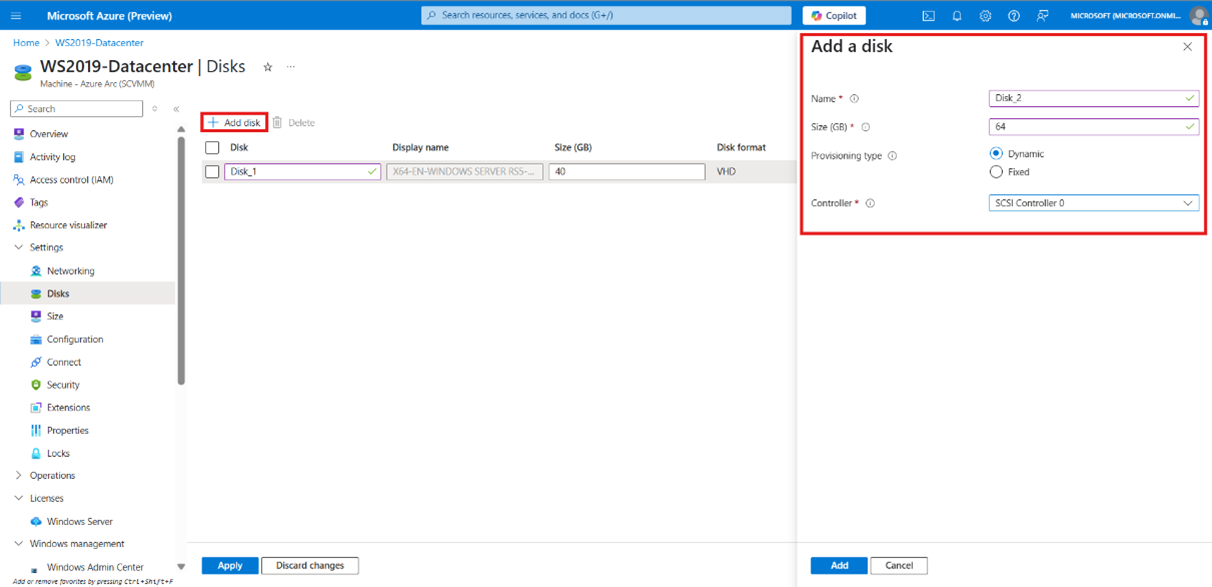 Microsoft Azure (Preview)
Search resources, services, and docs (G+/)
Copilot
MICROSOFT (MICROSOFT.ONMI...
Home > WS2019-Datacenter
WS2019-Datacenter | Disks
Machine - Azure Arc (SCVMM)
Search
Overview
Activity log
Access control (IAM)
Tags
Resource visualizer
Settings
Networking
Disks
Size
Configuration
Connect
Security
Extensions
Properties
Locks
Operations
Licenses
Windows Server
Windows management
Windows Admin Center
Add or remove favorites by pressing Ctrl+Shift+F
+ Add disk
Delete
Disk Display name Size (GB) Disk format
Disk_1 X64-EN-WINDOWS SERVER RS5-... 40 VHD
Apply
Discard changes
Add a disk
Name * Disk_2
Size (GB) * 64
Provisioning type Dynamic
Fixed
Controller * SCSI Controller 0
Add
Cancel